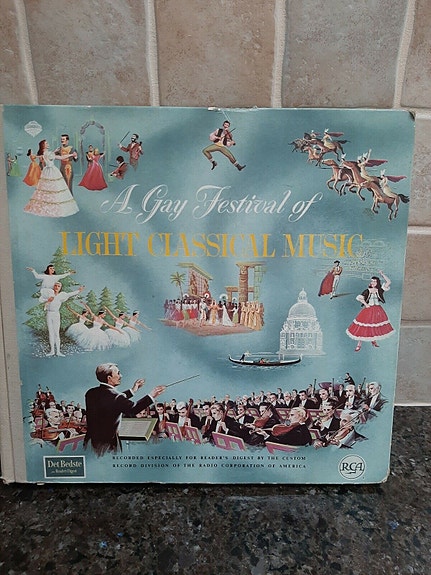 A Gay Festival of
LIGHT CLASSICAL MUSIC
Det Bedste
RECORDED ESPECIALLY FOR READER'S DIGEST BY THE CUSTOM
RECORD DIVISION OF THE RADIO CORPORATION OF AMERICA
RCA